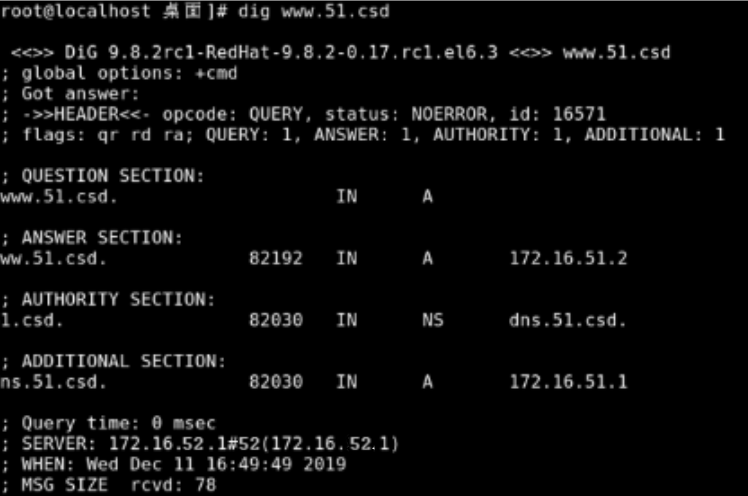 root@localhost 桌面]# dig www.51.csd
<<>> DiG 9.8.2rc1-RedHat-9.8.2-0.17.rc1.el6.3 <<>> www.51.csd
; global options: +cmd
; Got answer:
; ->>HEADER<<- opcode: QUERY, status: NOERROR, id: 16571
; flags: qr rd ra; QUERY: 1, ANSWER: 1, AUTHORITY: 1, ADDITIONAL: 1
; QUESTION SECTION:
www.51.csd. IN A
; ANSWER SECTION:
ww.51.csd. 82192 IN A 172.16.51.2
; AUTHORITY SECTION:
1.csd. 82030 IN NS dns.51.csd.
; ADDITIONAL SECTION:
ns.51.csd. 82030 IN A 172.16.51.1
; Query time: 0 msec
; SERVER: 172.16.52.1#52(172.16.52.1)
; WHEN: Wed Dec 11 16:49:49 2019
; MSG SIZE rcvd: 78